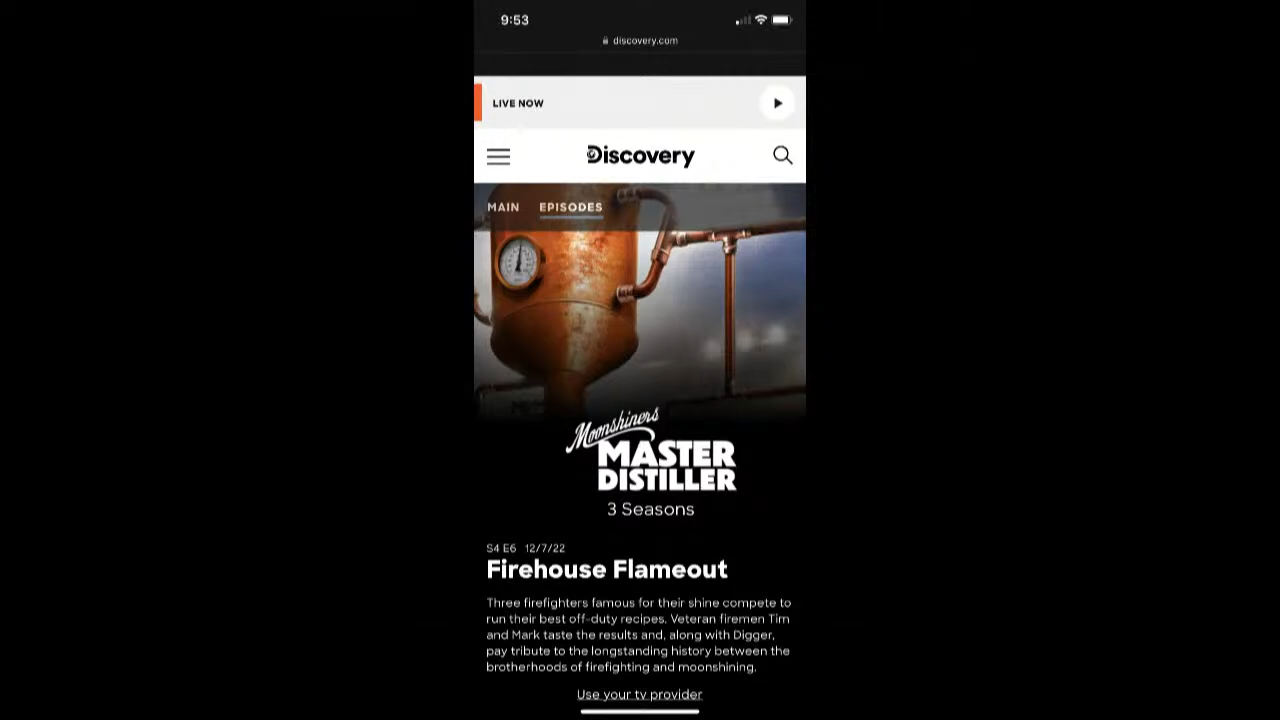 9:53
discovery.com
LIVE NOW
Discovery
MAIN EPISODES
Moonshiners
MASTER
DISTILLER
3 Seasons
S4 E6 12/7/22
Firehouse Flameout
Three firefighters famous for their shine compete to
run their best off-duty recipes. Veteran firemen Tim
and Mark taste the results and, along with Digger,
pay tribute to the longstanding history between the
brotherhoods of firefighting and moonshining.
Use your tv provider